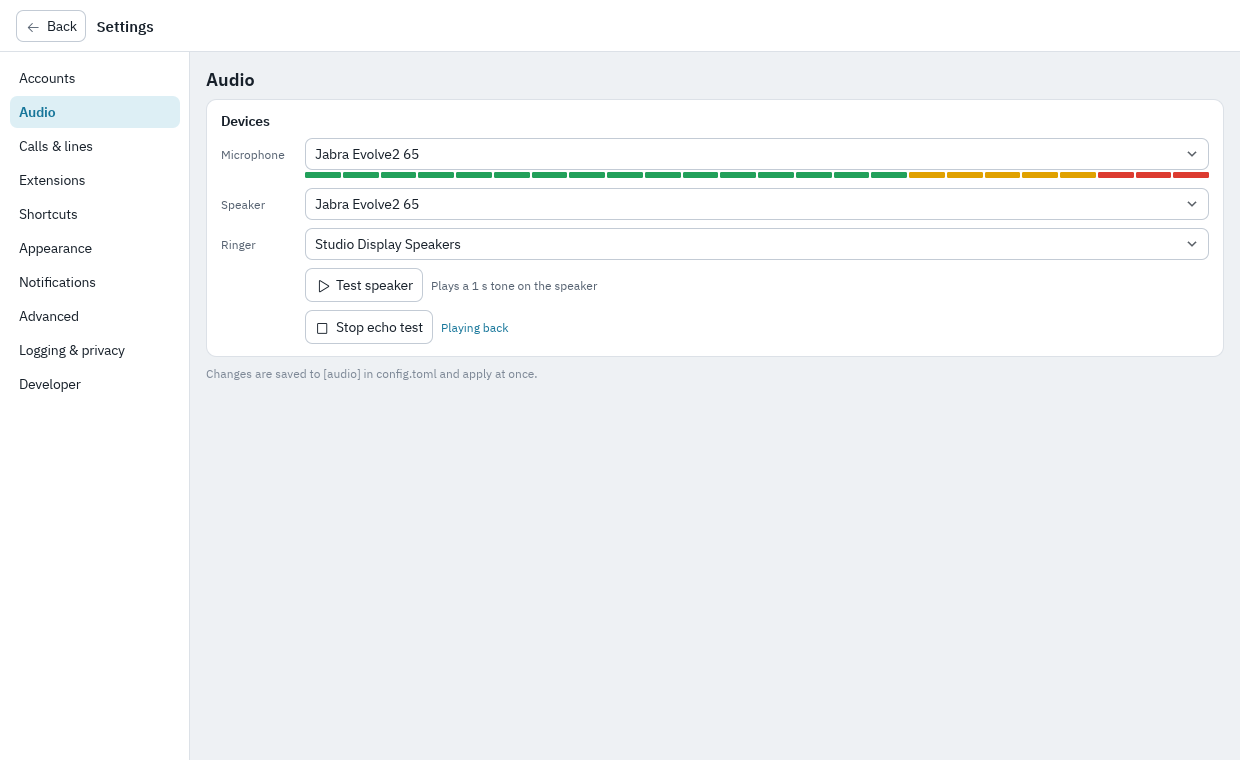 Back Settings
Accounts
Audio
Calls & lines
Extensions
Shortcuts
Appearance
Notifications
Advanced
Logging & privacy
Developer
Audio
Devices
Microphone Jabra Evolve2 65
Speaker Jabra Evolve2 65
Ringer Studio Display Speakers
Test speaker Plays a 1 s tone on the speaker
Stop echo test Playing back
Changes are saved to [audio] in config.toml and apply at once.